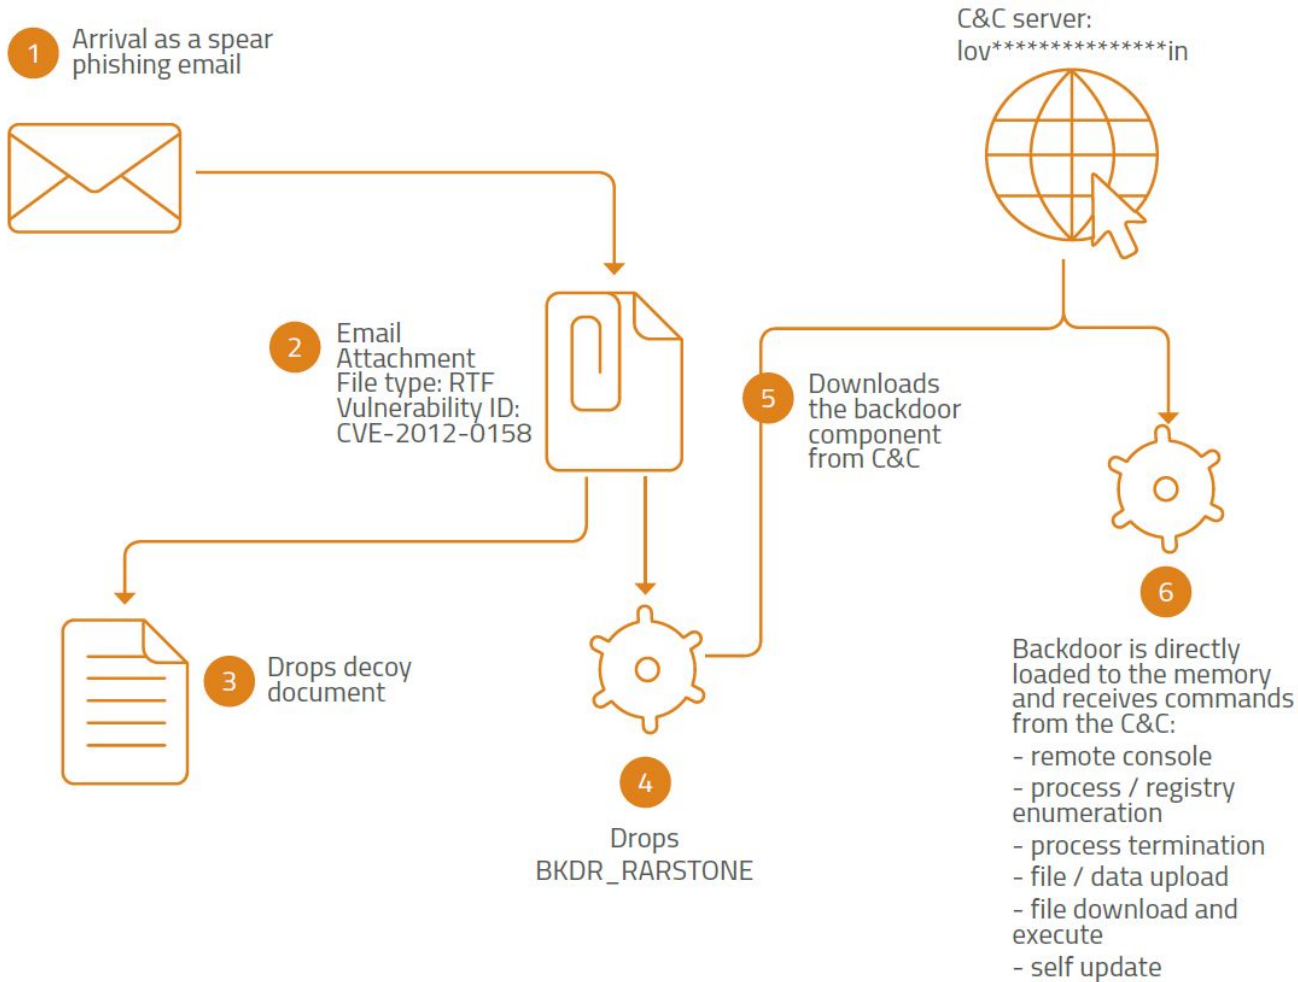 1
Arrival as a spear
phishing email
C&C server:
lov***************in
2
Email
Attachment
File type: RTF
Vulnerability ID:
CVE-2012-0158
3
Drops decoy
document
4
Drops
BKDR_RARSTONE
5
Downloads
the backdoor
component
from C&C
6
Backdoor is directly
loaded to the memory
and receives commands
from the C&C:
- remote console
- process / registry
enumeration
- process termination
- file / data upload
- file download and
execute
- self update